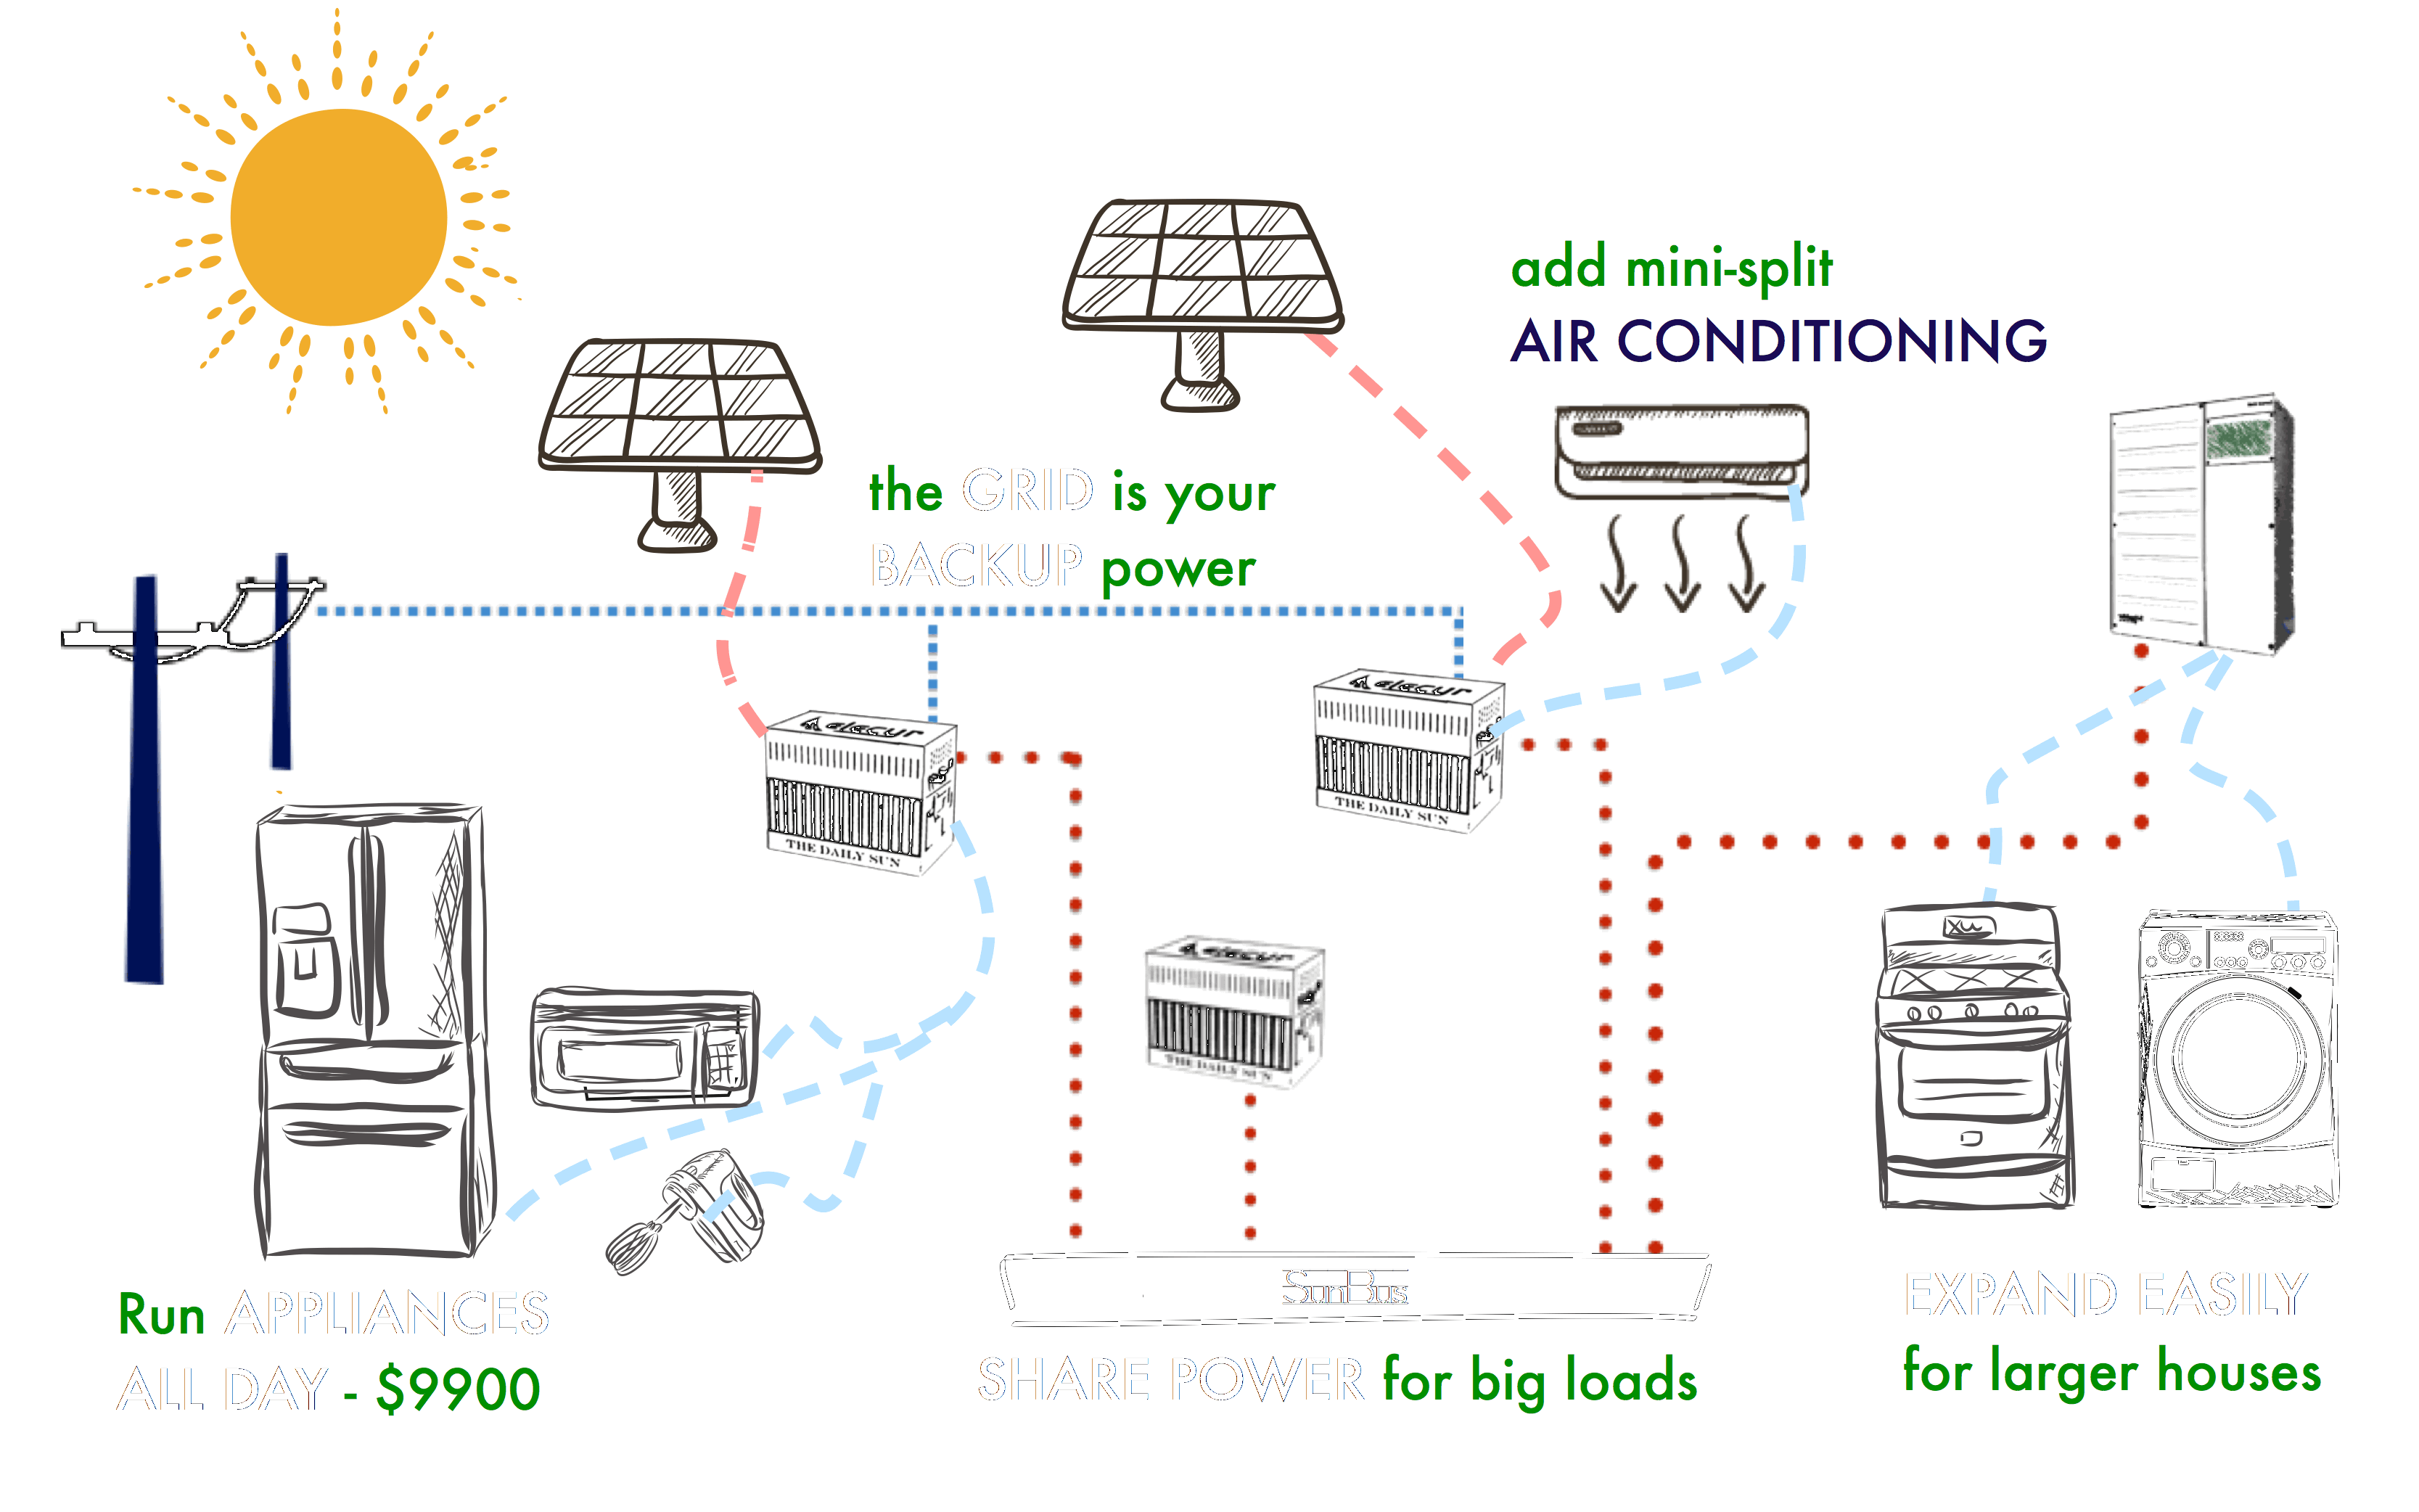 add mini-split
AIR CONDITIONING
the GRID is your
BACKUP power
elecyr
THE DAILY SUN
elecyr
THE DAILY SUN
elecyr
THE DAILY SUN
SunBus
Run APPLIANCES
ALL DAY - $9900
SHARE POWER for big loads
EXPAND EASILY
for larger houses